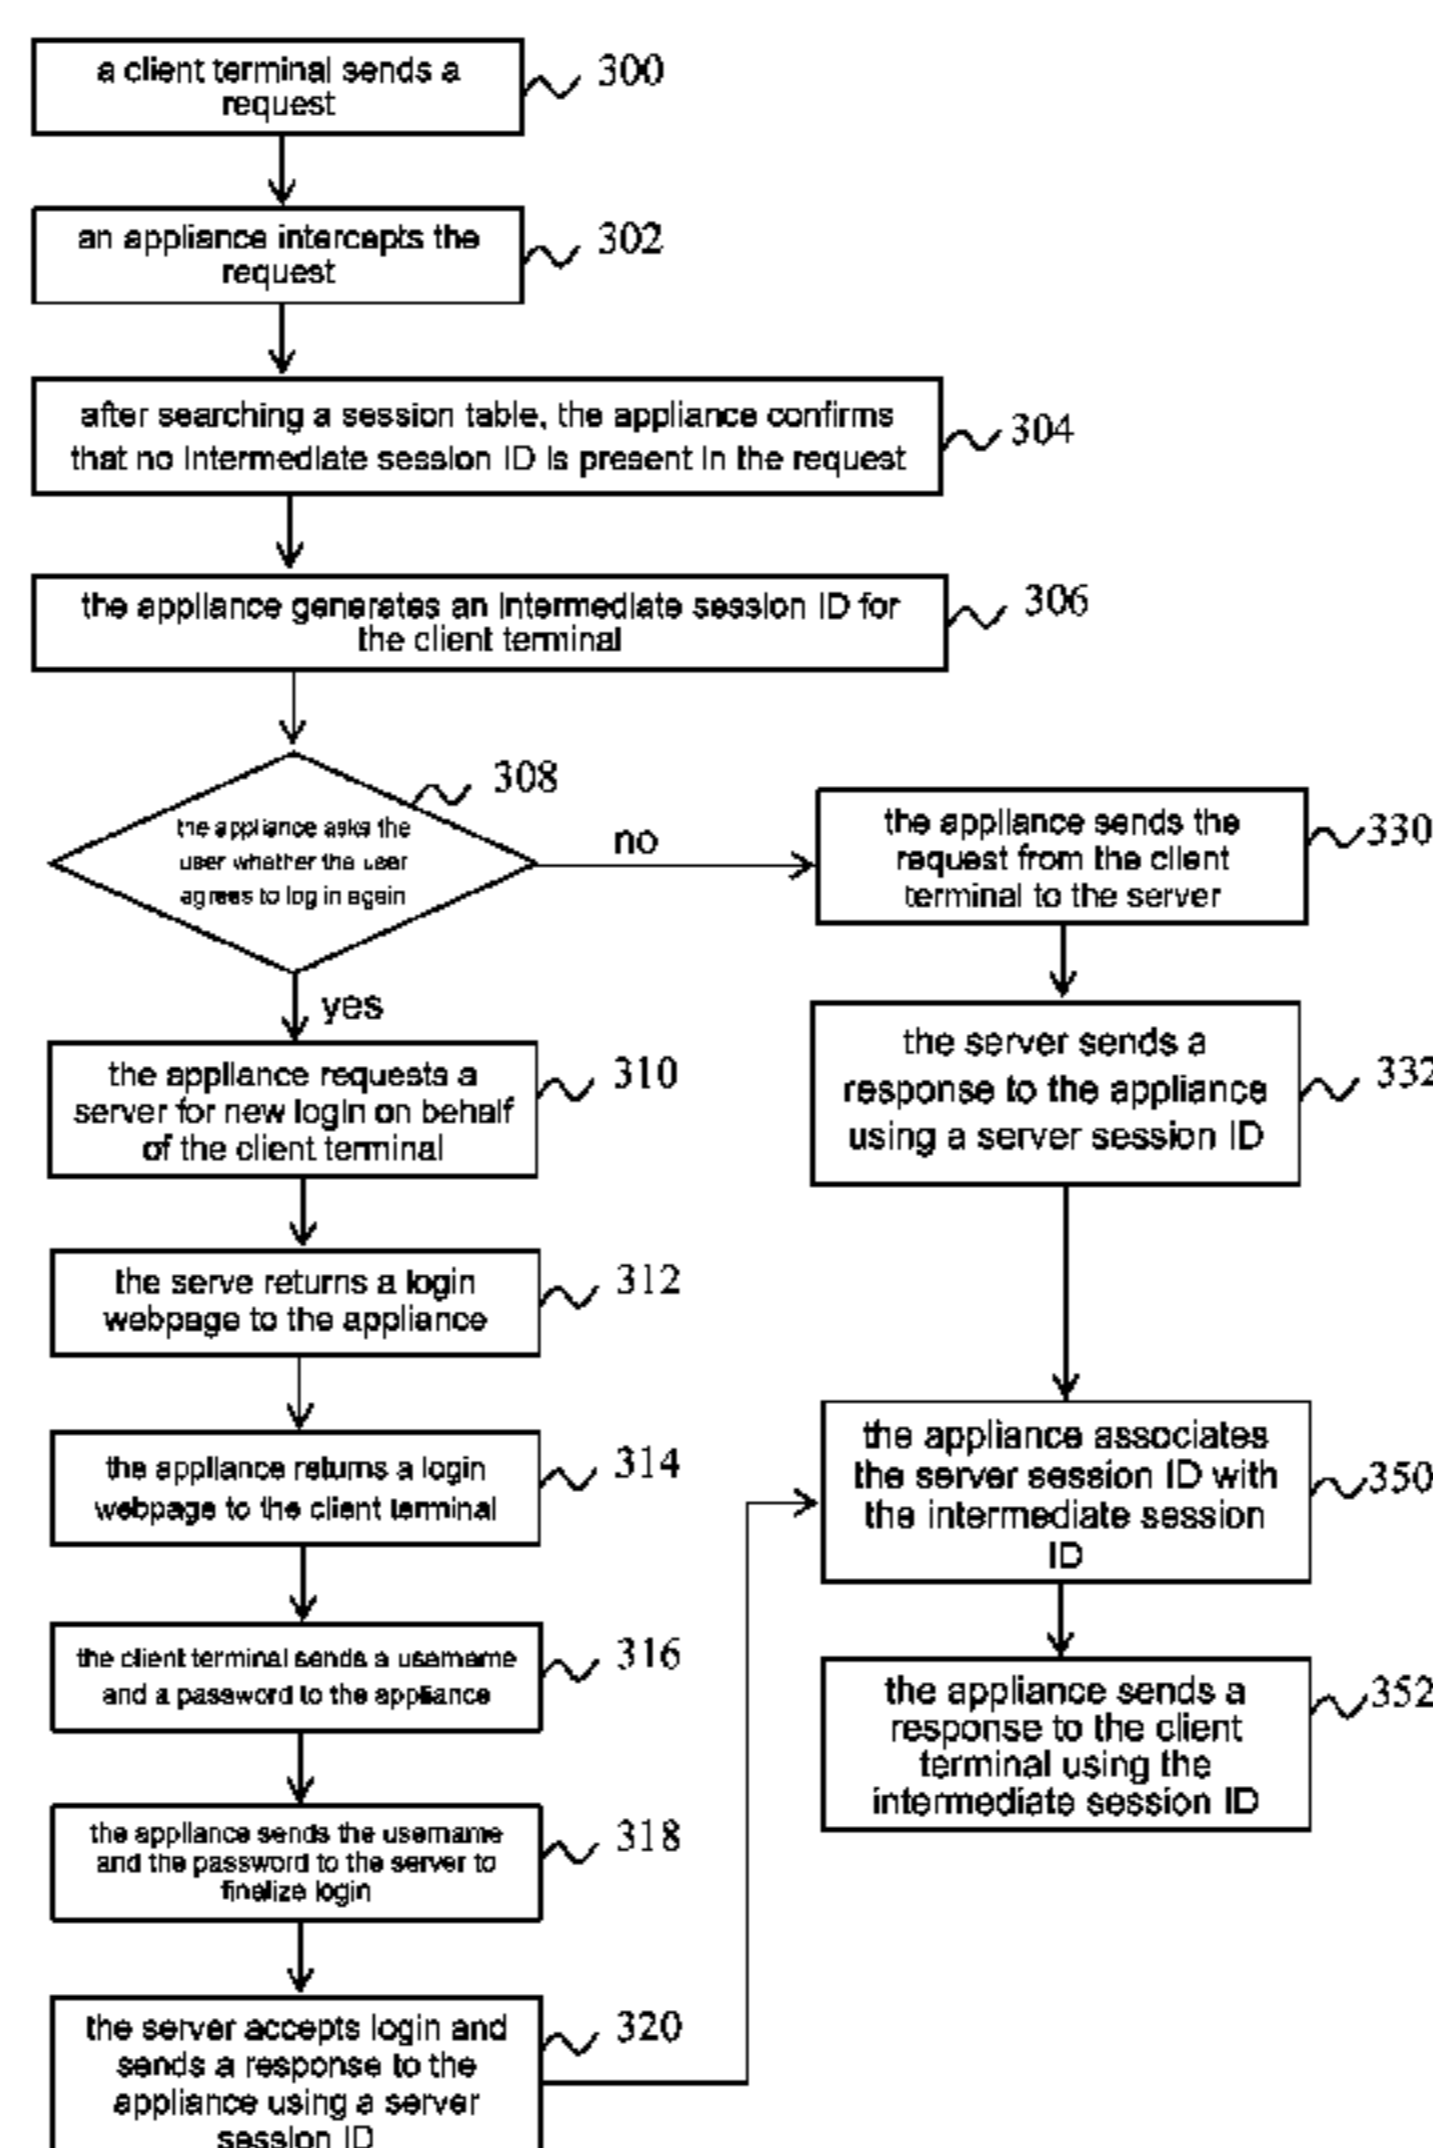 a client terminal sends a
request
300
an appliance intercepts the
request
302
after searching a session table, the appliance confirms
that no intermediate session ID is present in the request
304
the appliance generates an intermediate session ID for
the client terminal
306
308
the appliance asks the
user whether the user
agrees to log in again
no
yes
the appliance sends the
request from the client
terminal to the server
330
the server sends a
response to the appliance
using a server session ID
332
the appliance requests a
server for new login on behalf
of the client terminal
310
the serve returns a login
webpage to the appliance
312
the appliance returns a login
webpage to the client terminal
314
the client terminal sends a username
and a password to the appliance
316
the appliance sends the username
and the password to the server to
finalize login
318
the server accepts login and
sends a response to the
appliance using a server
session ID
320
the appliance associates
the server session ID with
the intermediate session
ID
350
the appliance sends a
response to the client
terminal using the
intermediate session ID
352